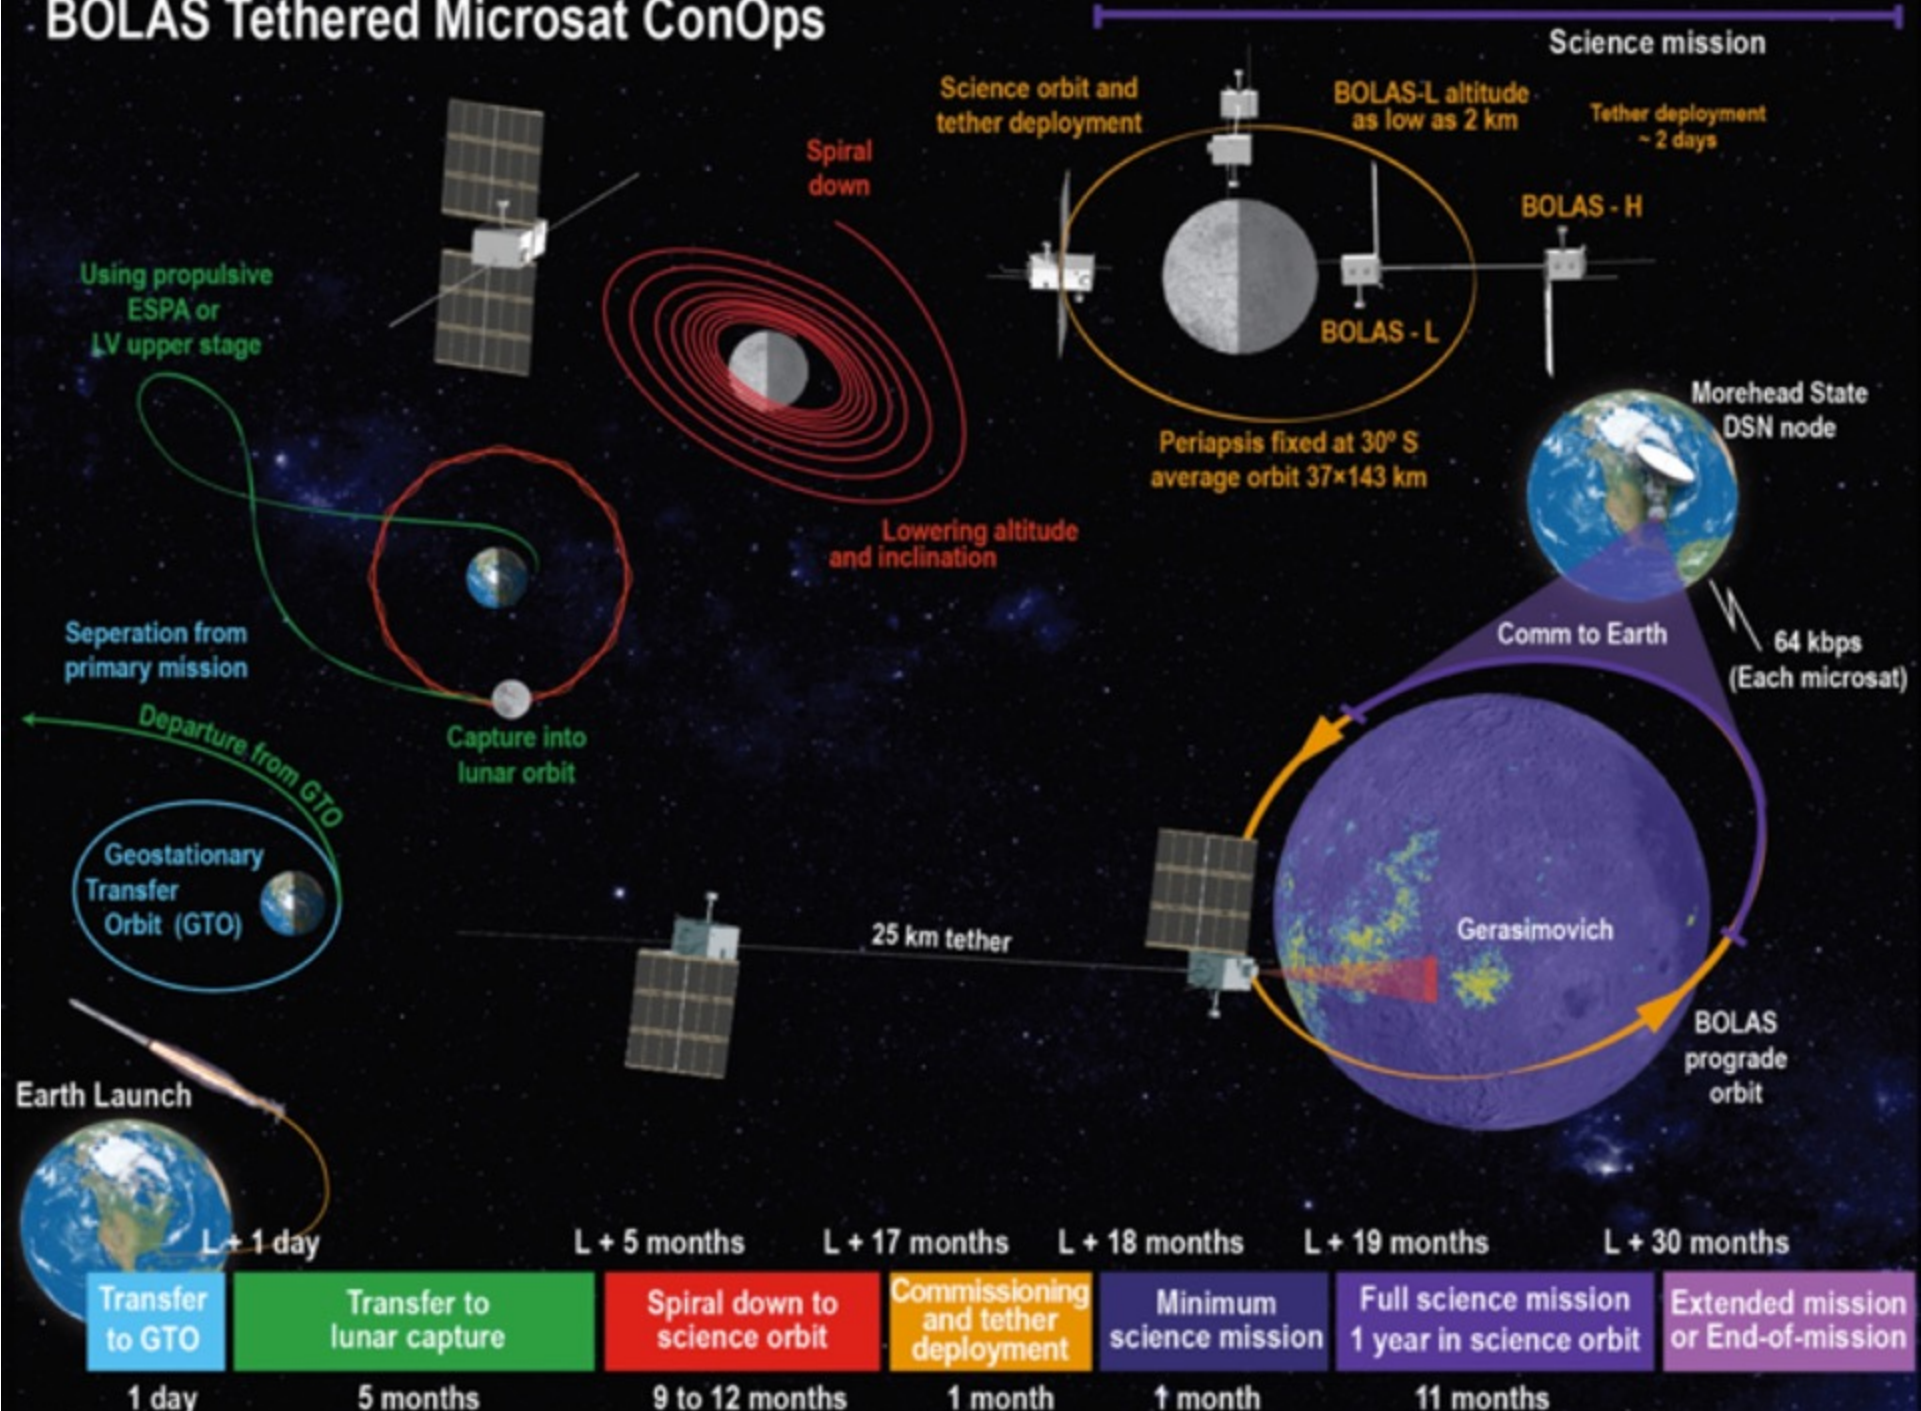 BOLAS Tethered Microsat ConOps
Science mission
Science orbit and
tether deployment
BOLAS-L altitude
as low as 2 km
Tether deployment
~ 2 days
Spiral
down
BOLAS - H
BOLAS - L
Using propulsive
ESPA or
LV upper stage
Periapsis fixed at 30º S
average orbit 37×143 km
Morehead State
DSN node
Lowering altitude
and inclination
Seperation from
primary mission
Comm to Earth
64 kbps
(Each microsat)
Departure from GTO
Capture into
lunar orbit
Geostationary
Transfer
Orbit (GTO)
25 km tether
Gerasimovich
BOLAS
prograde
orbit
Earth Launch
L + 1 day
L + 5 months
L + 17 months
L + 18 months
L + 19 months
L + 30 months
Transfer
to GTO
Transfer to
lunar capture
Spiral down to
science orbit
Commissioning
and tether
deployment
Minimum
science mission
Full science mission
1 year in science orbit
Extended mission
or End-of-mission
1 day
5 months
9 to 12 months
1 month
1 month
11 months